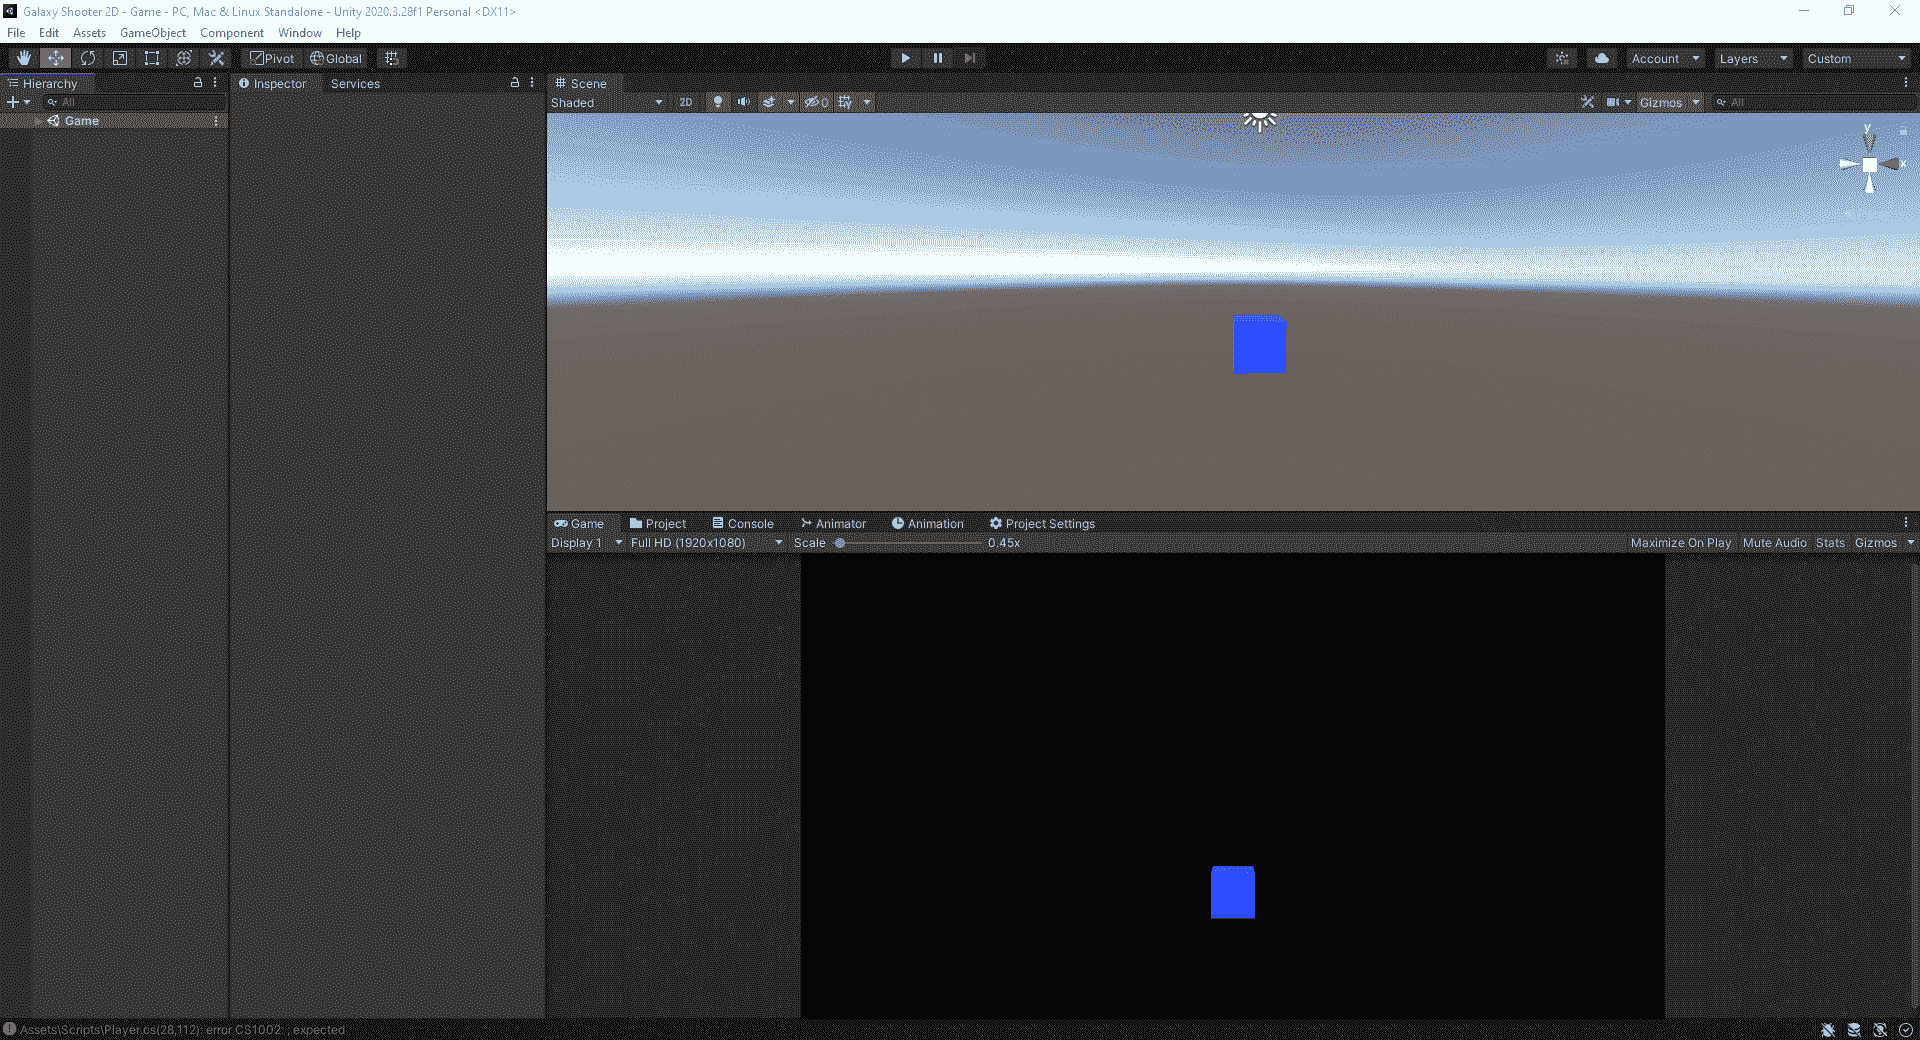 Galaxy Shooter 2D - Game - PC, Mac & Linux Standalone - Unity 2020.3.28f1 Personal <DX11>
File Edit Assets GameObject Component Window Help
Pivot Global Account Layers Custom
Hierarchy Inspector Services Scene
All Shaded 2D 0 Gizmos All
Game
y
x
Game Project Console Animator Animation Project Settings
Display 1 Full HD (1920x1080) Scale 0.45x Maximize On Play Mute Audio Stats Gizmos
Assets\Scripts\Player.cs(28,112): error CS1002: ; expected